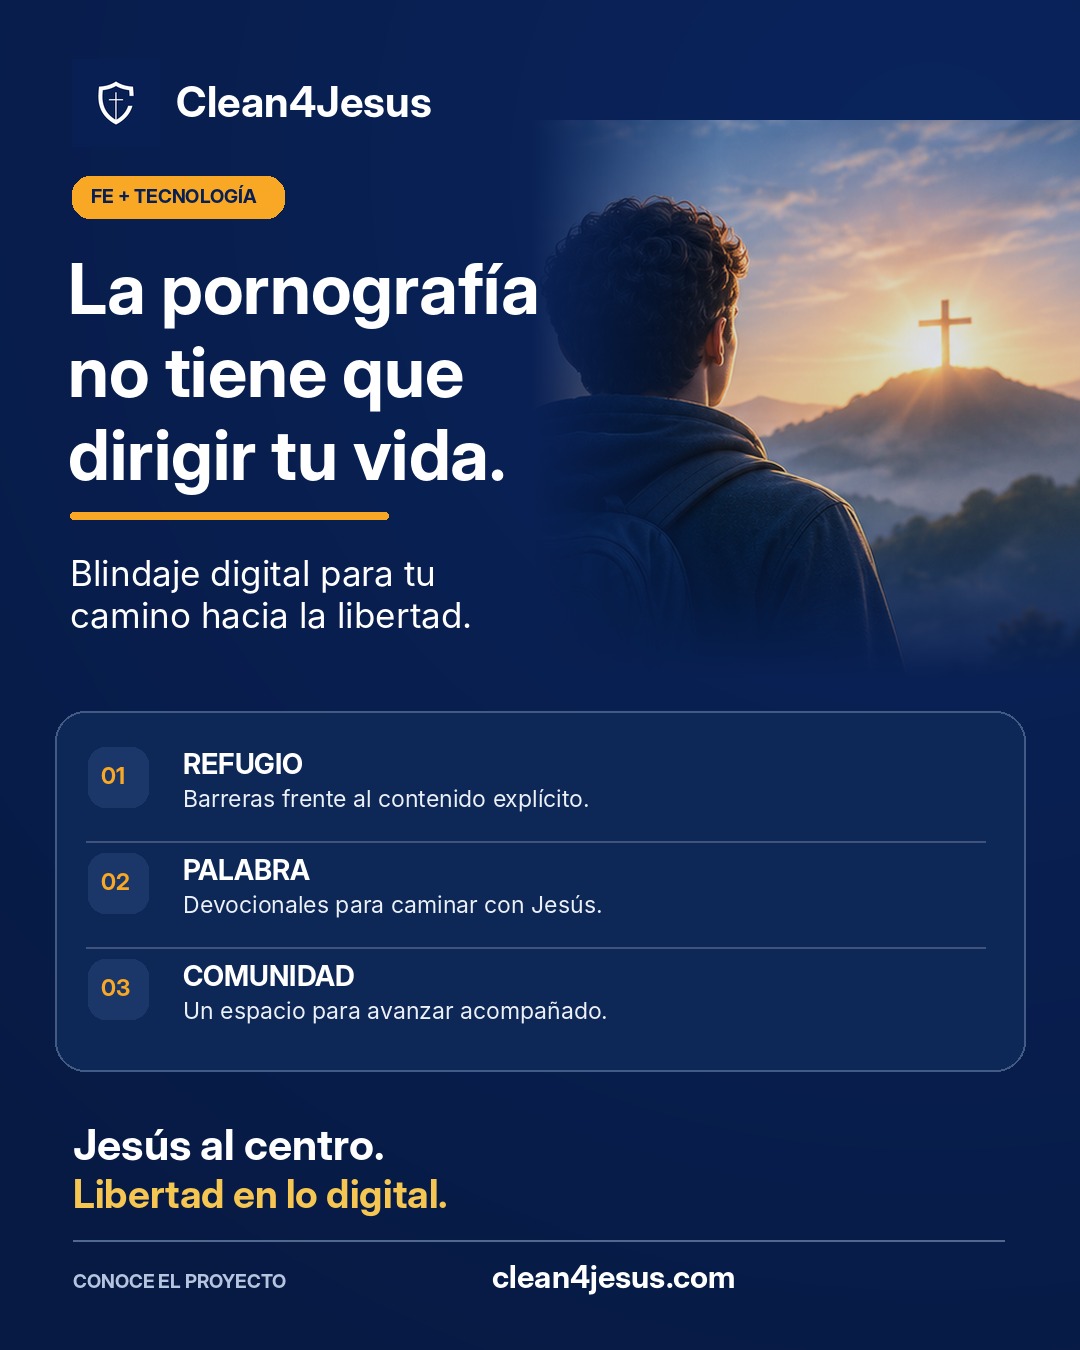 Clean4Jesus
FE + TECNOLOGÍA
La pornografía
no tiene que
dirigir tu vida.
Blindaje digital para tu
camino hacia la libertad.
01
REFUGIO
Barreras frente al contenido explícito.
02
PALABRA
Devocionales para caminar con Jesús.
03
COMUNIDAD
Un espacio para avanzar acompañado.
Jesús al centro.
Libertad en lo digital.
CONOCE EL PROYECTO
clean4jesus.com